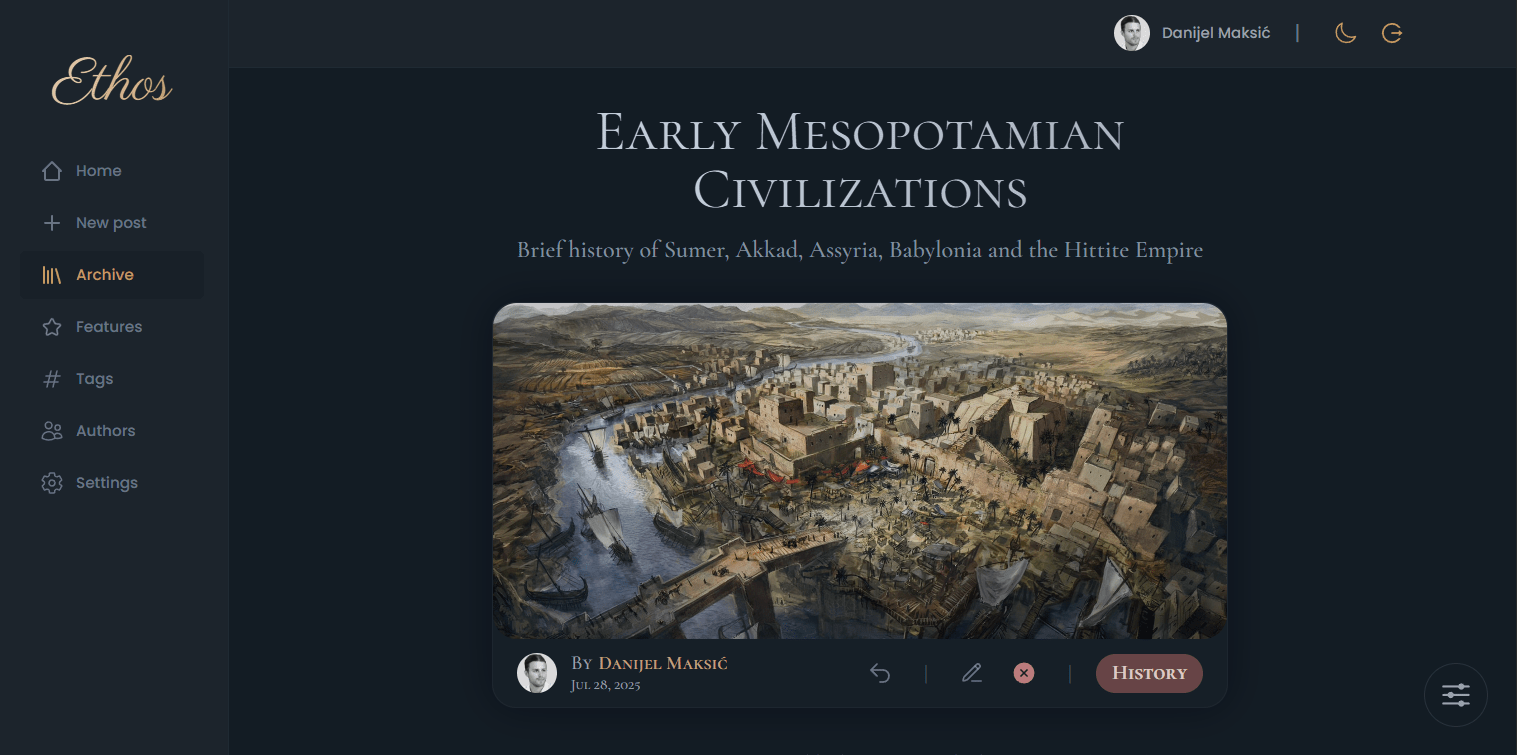 Ethos
Home
New post
Archive
Features
Tags
Authors
Settings
Danijel Maksić
Early Mesopotamian
Civilizations
Brief history of Sumer, Akkad, Assyria, Babylonia and the Hittite Empire
By Danijel Maksić
Jul 28, 2025
History